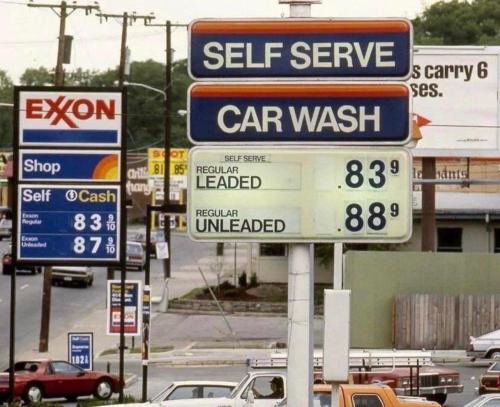 EXXON
Shop
Self Cash
Exxon
Regular
83 9/10
Exxon
Unleaded
87 9/10
SELF SERVE
CAR WASH
SELF SERVE
REGULAR
LEADED
.83 9
REGULAR
UNLEADED
.88 9
s carry 6
ses.